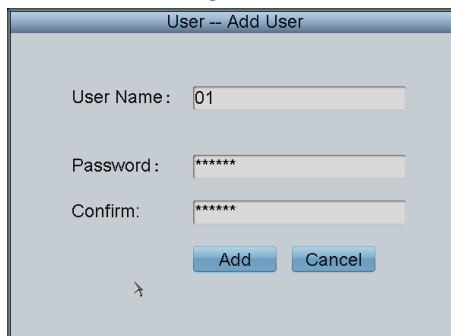 User -- Add User
User Name: 01
Password: ******
Confirm: ******
Add Cancel